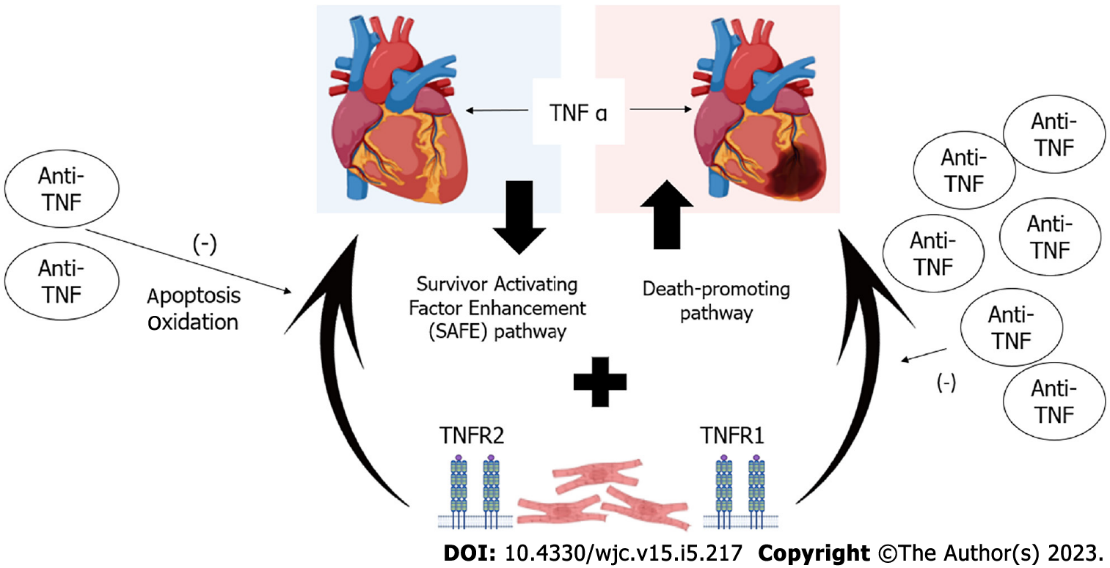 TNF α
Anti-
TNF
Anti-
TNF
(-)
Apoptosis
Oxidation
Survivor Activating
Factor Enhancement
(SAFE) pathway
Death-promoting
pathway
Anti-
TNF
Anti-
TNF
Anti-
TNF
Anti-
TNF
Anti-
TNF
(-)
Anti-
TNF
TNFR2
TNFR1
DOI: 10.4330/wjc.v15.i5.217 Copyright ©The Author(s) 2023.